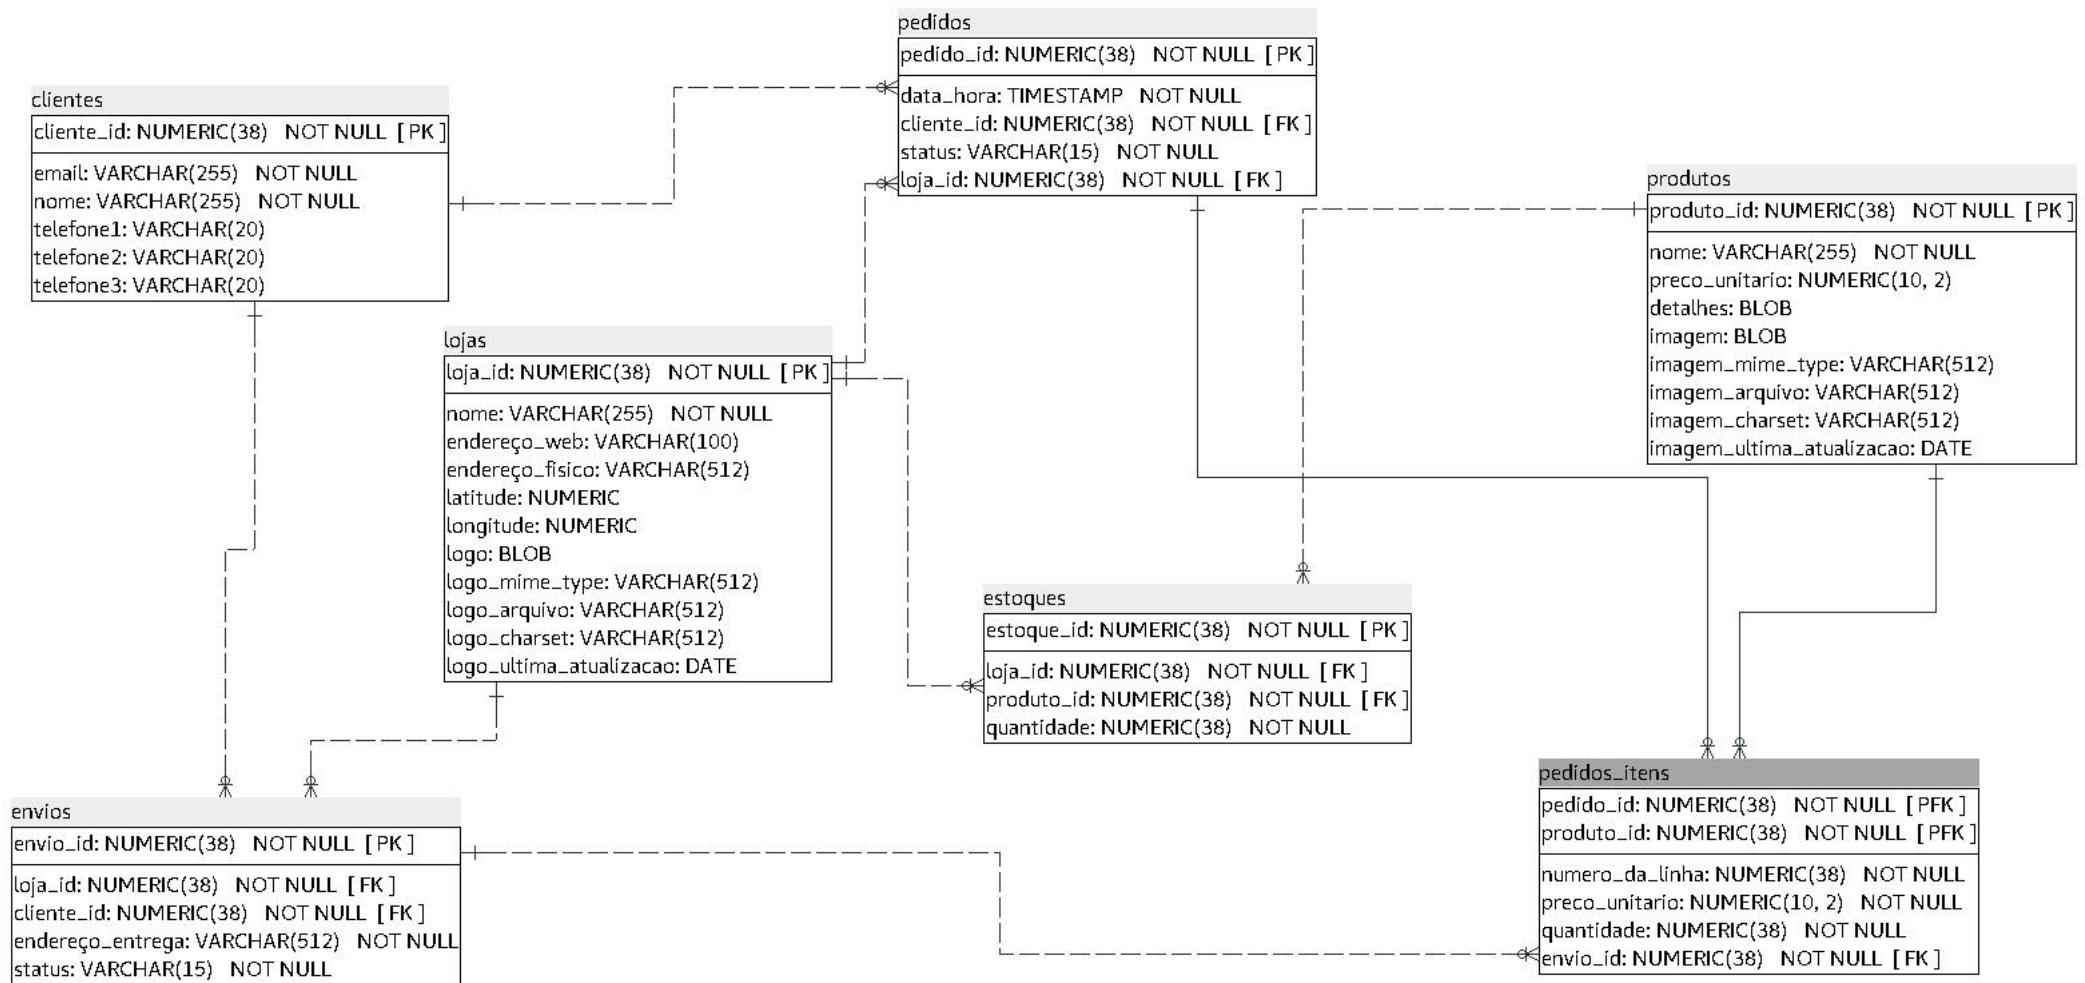 pedidos
pedido_id: NUMERIC(38) NOT NULL [ PK ]
data_hora: TIMESTAMP NOT NULL
cliente_id: NUMERIC(38) NOT NULL [ FK ]
status: VARCHAR(15) NOT NULL
loja_id: NUMERIC(38) NOT NULL [ FK ]
clientes
cliente_id: NUMERIC(38) NOT NULL [ PK ]
email: VARCHAR(255) NOT NULL
nome: VARCHAR(255) NOT NULL
telefone1: VARCHAR(20)
telefone2: VARCHAR(20)
telefone3: VARCHAR(20)
produtos
produto_id: NUMERIC(38) NOT NULL [ PK ]
nome: VARCHAR(255) NOT NULL
preco_unitario: NUMERIC(10, 2)
detalhes: BLOB
imagem: BLOB
imagem_mime_type: VARCHAR(512)
imagem_arquivo: VARCHAR(512)
imagem_charset: VARCHAR(512)
imagem_ultima_atualizacao: DATE
lojas
loja_id: NUMERIC(38) NOT NULL [ PK ]
nome: VARCHAR(255) NOT NULL
endereço_web: VARCHAR(100)
endereço_fisico: VARCHAR(512)
latitude: NUMERIC
longitude: NUMERIC
logo: BLOB
logo_mime_type: VARCHAR(512)
logo_arquivo: VARCHAR(512)
logo_charset: VARCHAR(512)
logo_ultima_atualizacao: DATE
estoques
estoque_id: NUMERIC(38) NOT NULL [ PK ]
loja_id: NUMERIC(38) NOT NULL [ FK ]
produto_id: NUMERIC(38) NOT NULL [ FK ]
quantidade: NUMERIC(38) NOT NULL
pedidos_itens
pedido_id: NUMERIC(38) NOT NULL [ PFK ]
produto_id: NUMERIC(38) NOT NULL [ PFK ]
numero_da_linha: NUMERIC(38) NOT NULL
preco_unitario: NUMERIC(10, 2) NOT NULL
quantidade: NUMERIC(38) NOT NULL
envio_id: NUMERIC(38) NOT NULL [ FK ]
envios
envio_id: NUMERIC(38) NOT NULL [ PK ]
loja_id: NUMERIC(38) NOT NULL [ FK ]
cliente_id: NUMERIC(38) NOT NULL [ FK ]
endereço_entrega: VARCHAR(512) NOT NULL
status: VARCHAR(15) NOT NULL